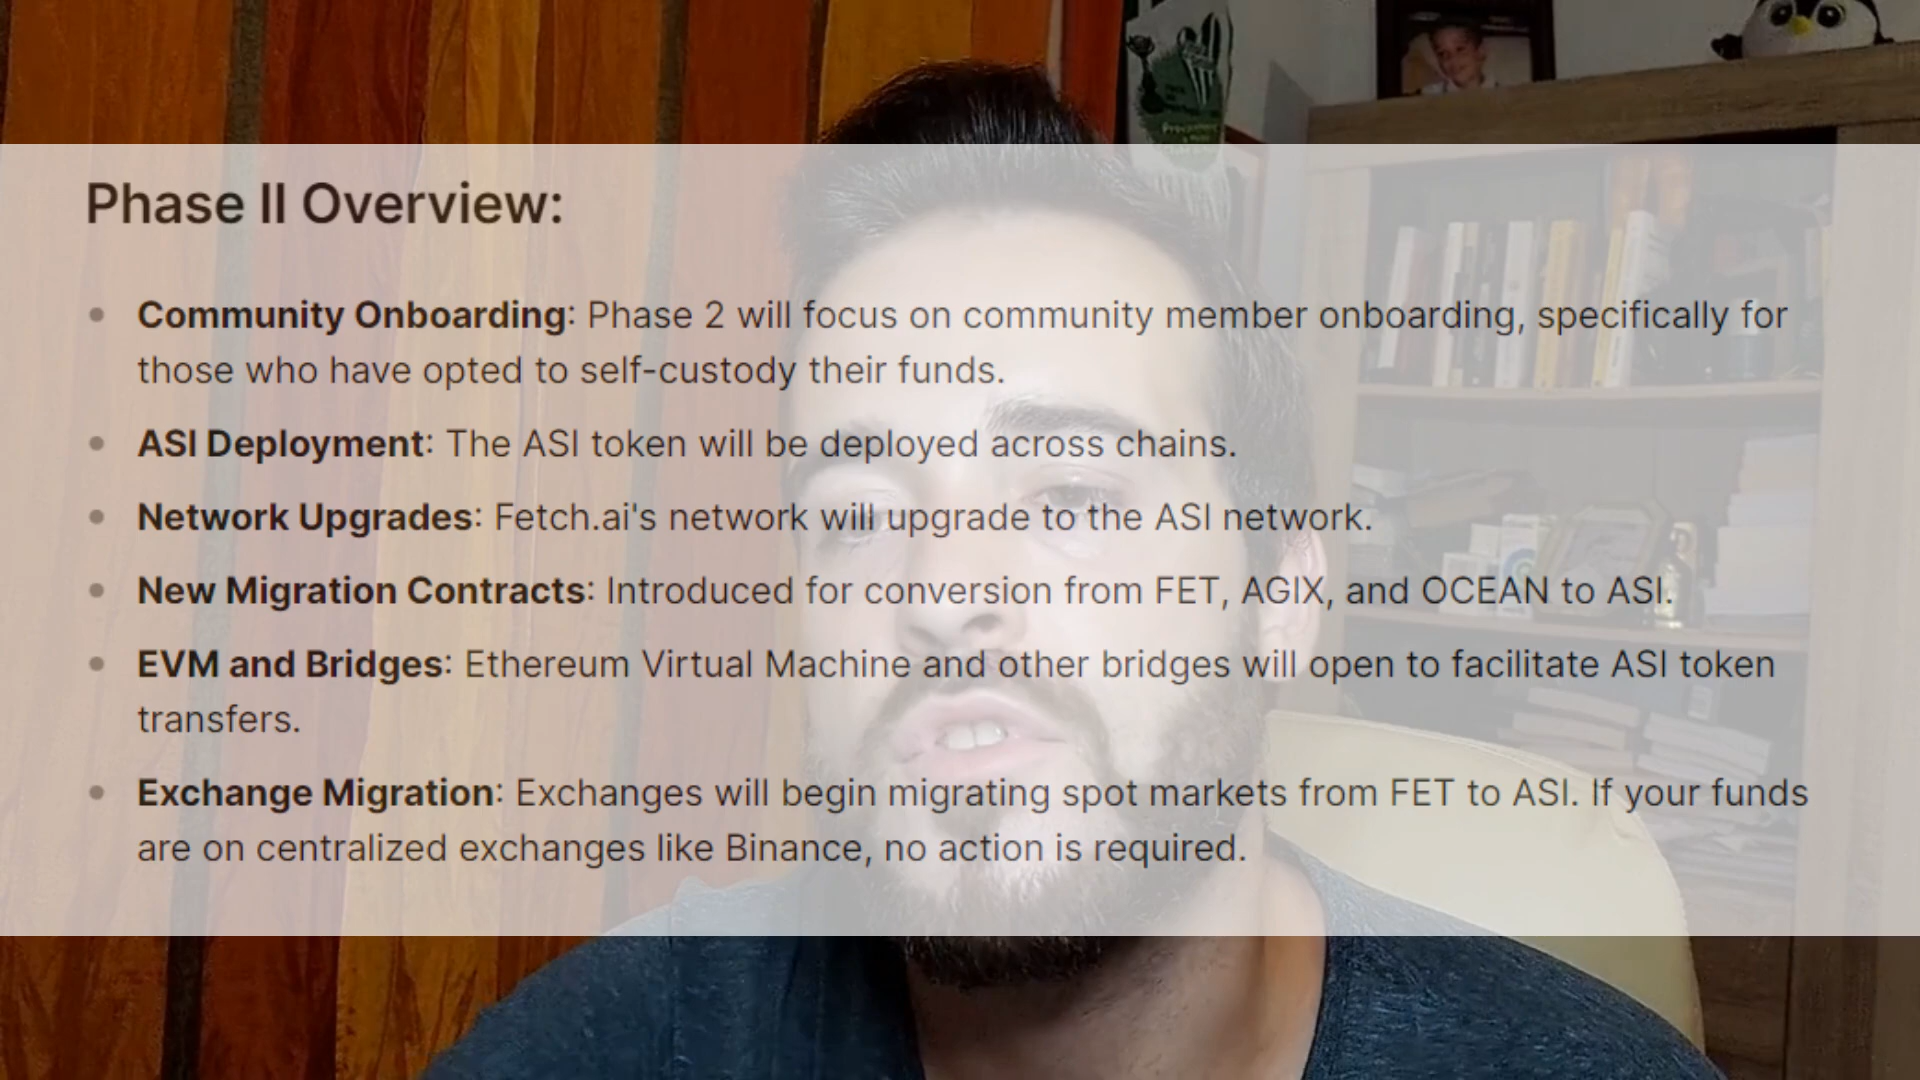 Phase II Overview:
Community Onboarding: Phase 2 will focus on community member onboarding, specifically for
those who have opted to self-custody their funds.
ASI Deployment: The ASI token will be deployed across chains.
Network Upgrades: Fetch.ai's network will upgrade to the ASI network.
New Migration Contracts: Introduced for conversion from FET, AGIX, and OCEAN to ASI.
EVM and Bridges: Ethereum Virtual Machine and other bridges will open to facilitate ASI token
transfers.
Exchange Migration: Exchanges will begin migrating spot markets from FET to ASI. If your funds
are on centralized exchanges like Binance, no action is required.